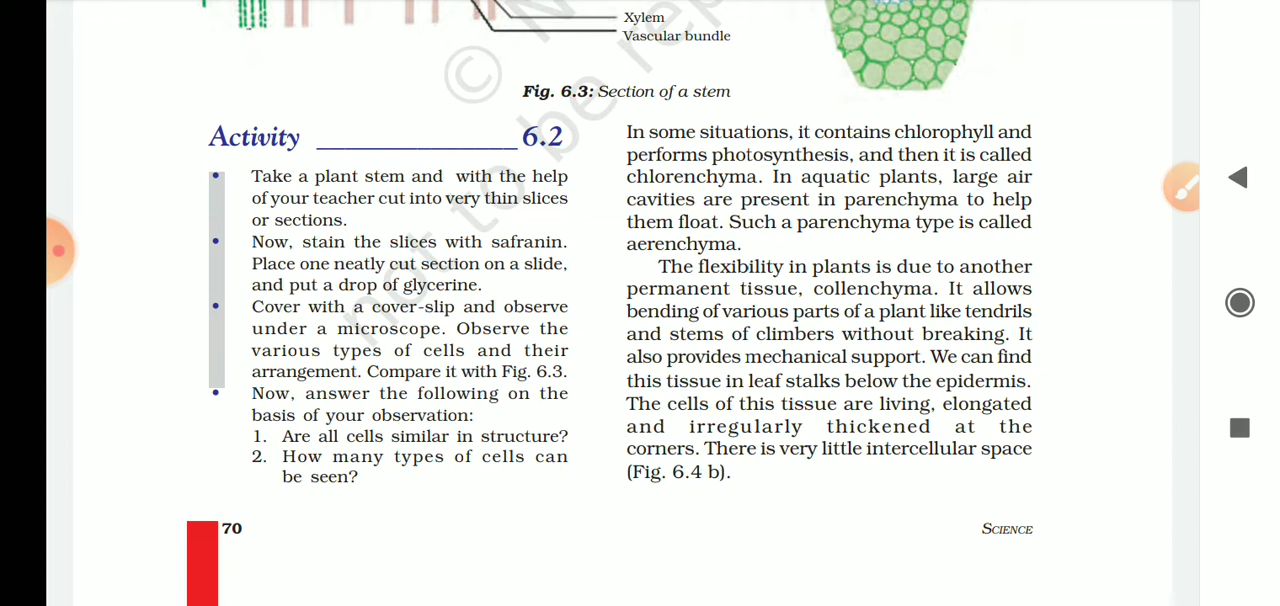 Xylem
Vascular bundle
© N
not to be rep
Fig. 6.3: Section of a stem
Activity ________________ 6.2
• Take a plant stem and with the help
of your teacher cut into very thin slices
or sections.
• Now, stain the slices with safranin.
Place one neatly cut section on a slide,
and put a drop of glycerine.
• Cover with a cover-slip and observe
under a microscope. Observe the
various types of cells and their
arrangement. Compare it with Fig. 6.3.
• Now, answer the following on the
basis of your observation:
1. Are all cells similar in structure?
2. How many types of cells can
be seen?
In some situations, it contains chlorophyll and
performs photosynthesis, and then it is called
chlorenchyma. In aquatic plants, large air
cavities are present in parenchyma to help
them float. Such a parenchyma type is called
aerenchyma.
The flexibility in plants is due to another
permanent tissue, collenchyma. It allows
bending of various parts of a plant like tendrils
and stems of climbers without breaking. It
also provides mechanical support. We can find
this tissue in leaf stalks below the epidermis.
The cells of this tissue are living, elongated
and irregularly thickened at the
corners. There is very little intercellular space
(Fig. 6.4 b).
70
SCIENCE